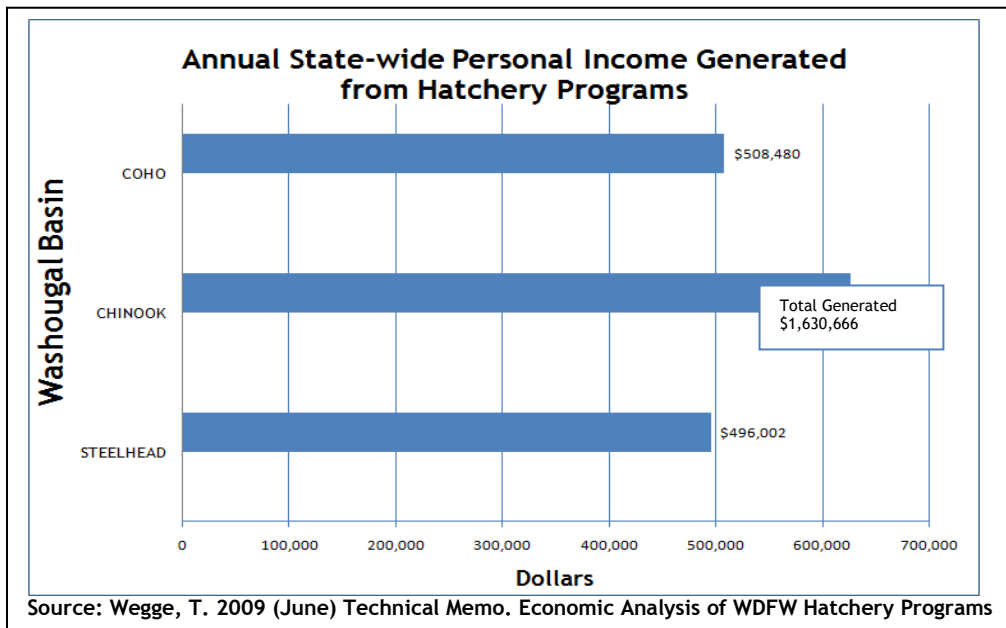 Annual State-wide Personal Income Generated
from Hatchery Programs
Washougal Basin
COHO
$508,480
CHINOOK
Total Generated
$1,630,666
STEELHEAD
$496,002
0 100,000 200,000 300,000 400,000 500,000 600,000 700,000
Dollars
Source: Wegge, T. 2009 (June) Technical Memo. Economic Analysis of WDFW Hatchery Programs